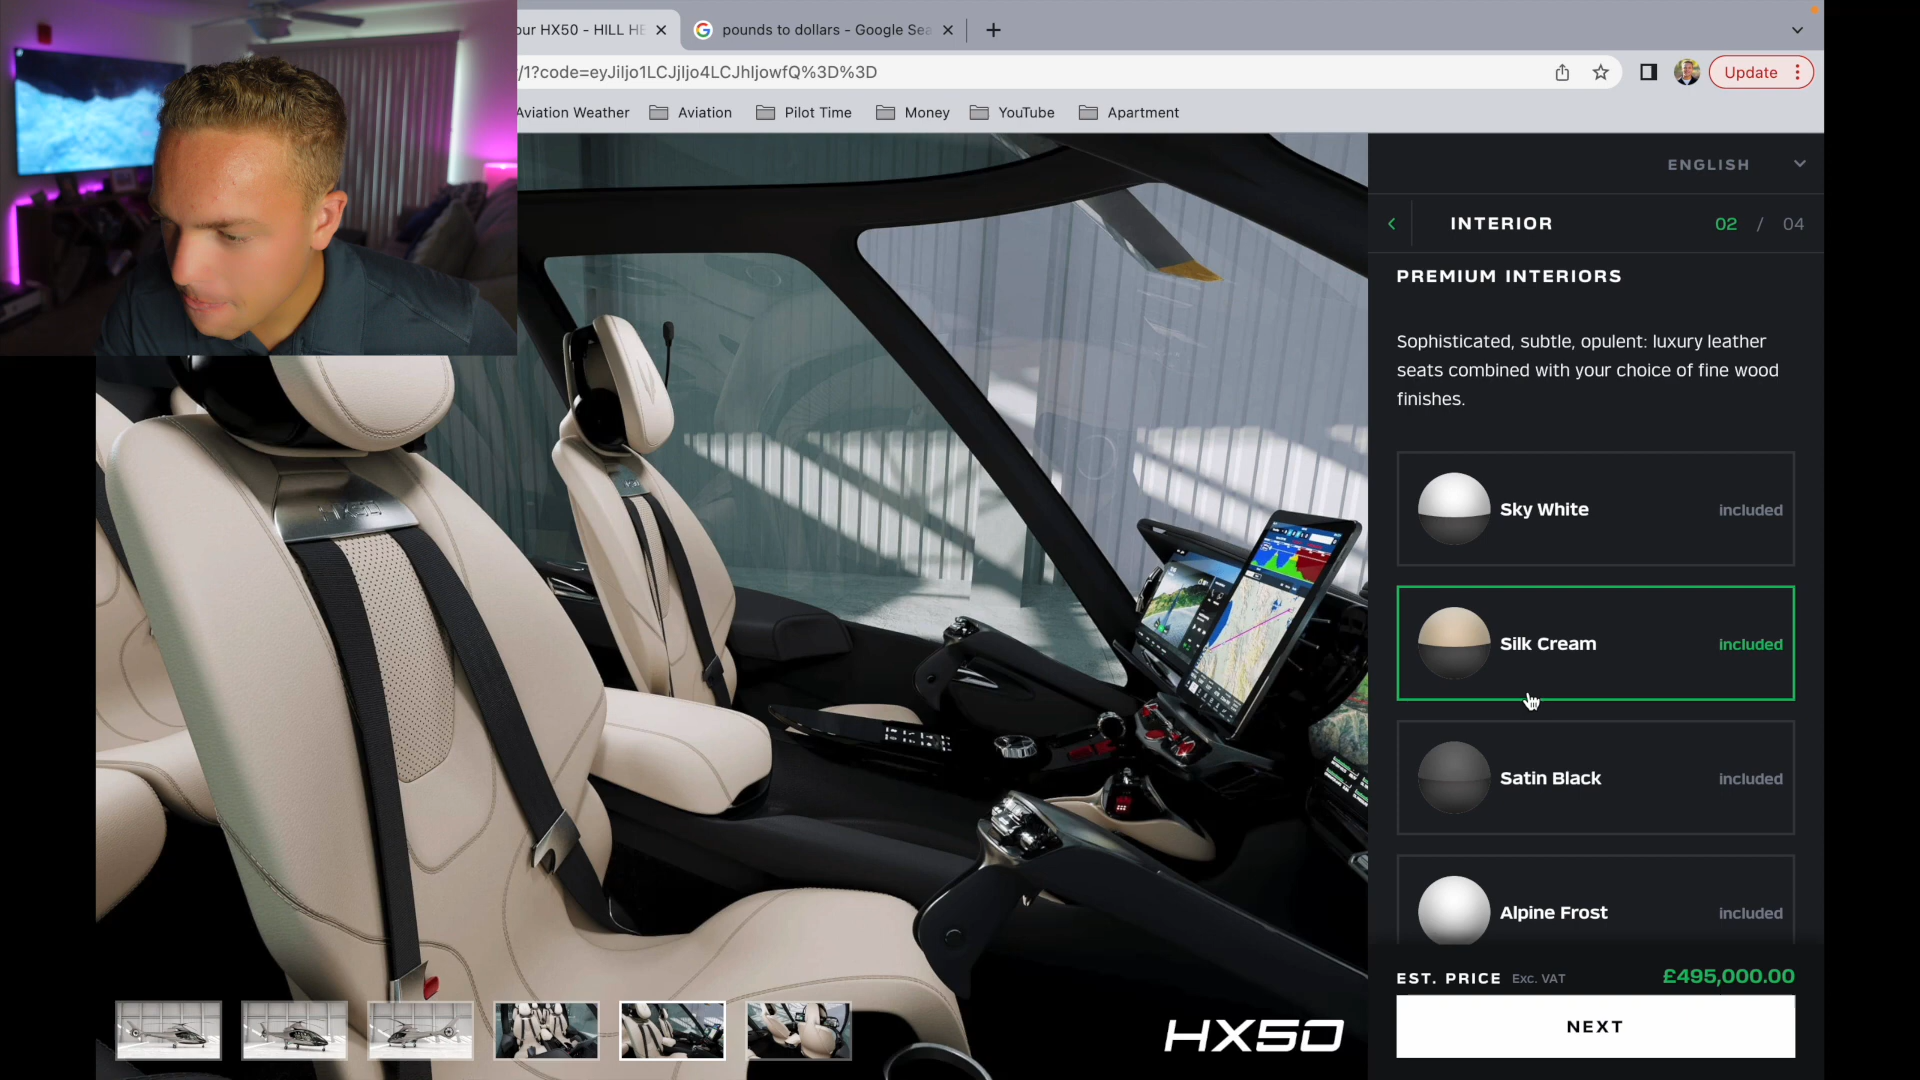 our HX50 - HILL HE
pounds to dollars - Google Sea
/1?code=eyJiIjo1LCJjIjo4LCJhIjowfQ%3D%3D
Update
Aviation Weather
Aviation
Pilot Time
Money
YouTube
Apartment
ENGLISH
INTERIOR
02 / 04
PREMIUM INTERIORS
Sophisticated, subtle, opulent: luxury leather
seats combined with your choice of fine wood
finishes.
Sky White
included
Silk Cream
included
Satin Black
included
Alpine Frost
included
EST. PRICE Exc. VAT
£495,000.00
NEXT
HX50
HX50